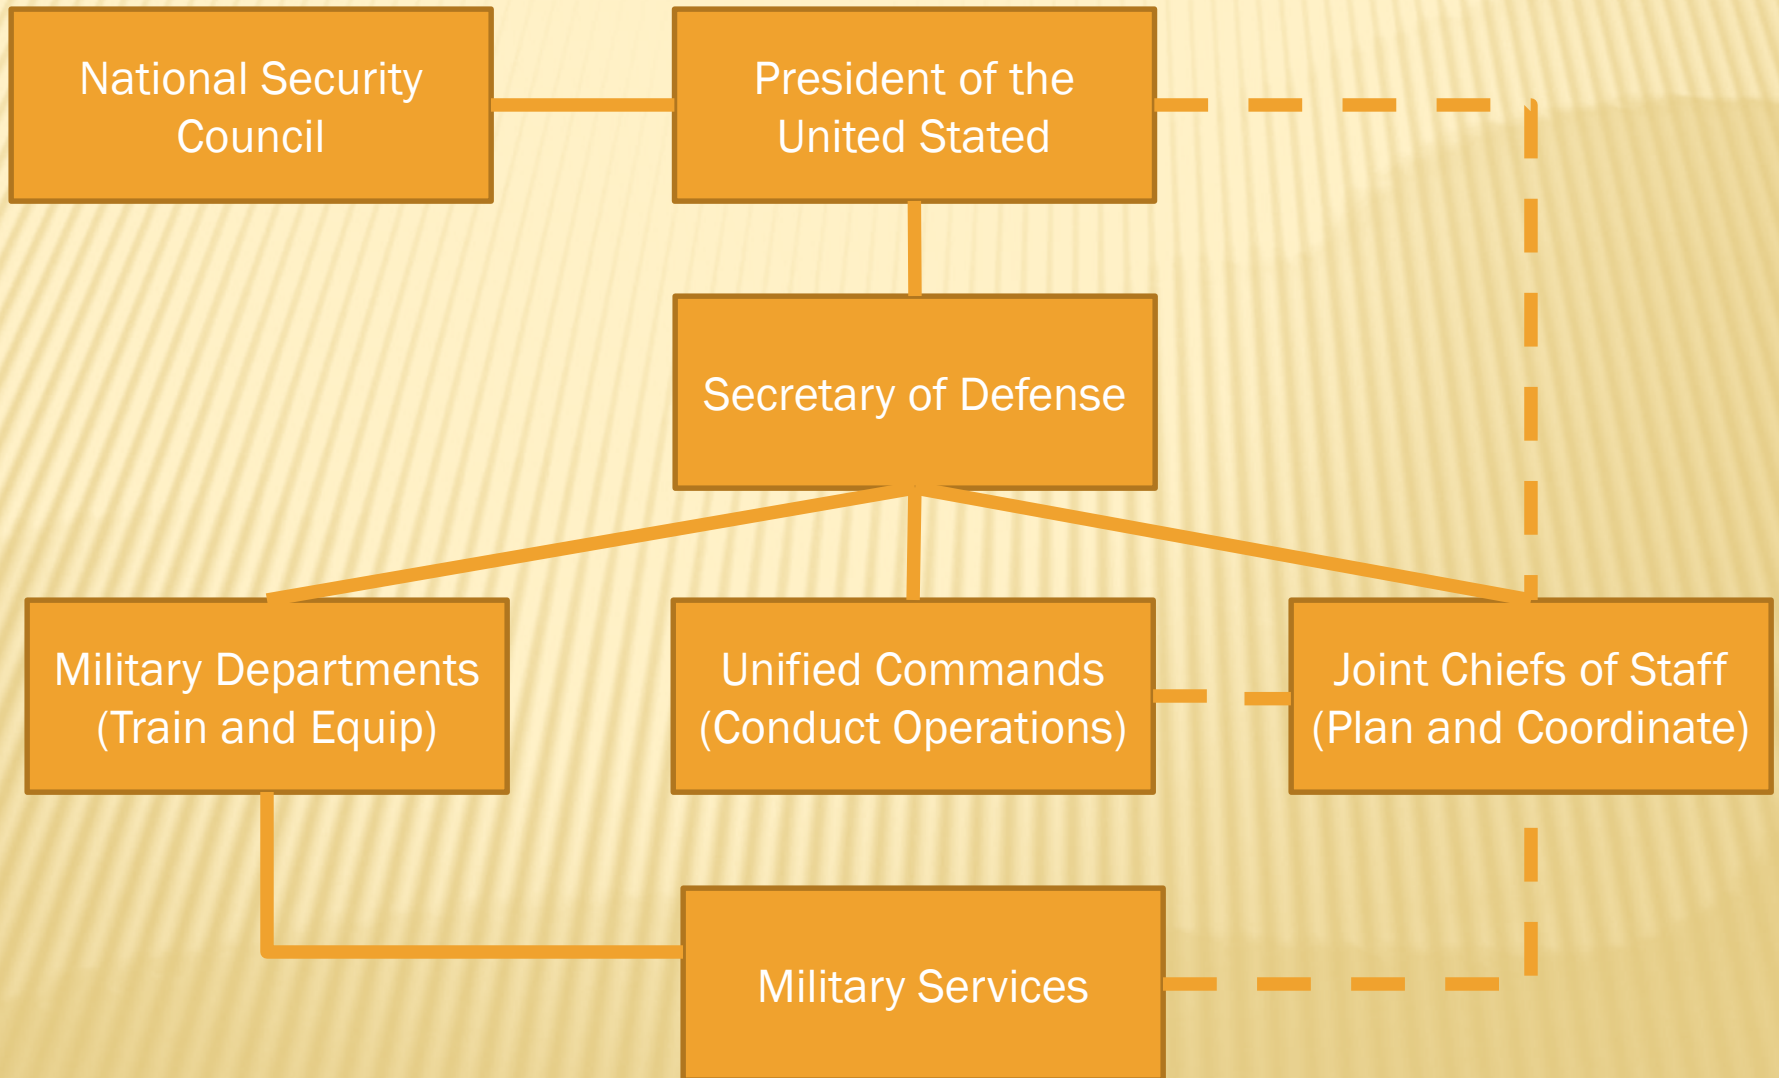 National Security
Council
President of the
United Stated
Secretary of Defense
Military Departments
(Train and Equip)
Unified Commands
(Conduct Operations)
Joint Chiefs of Staff
(Plan and Coordinate)
Military Services